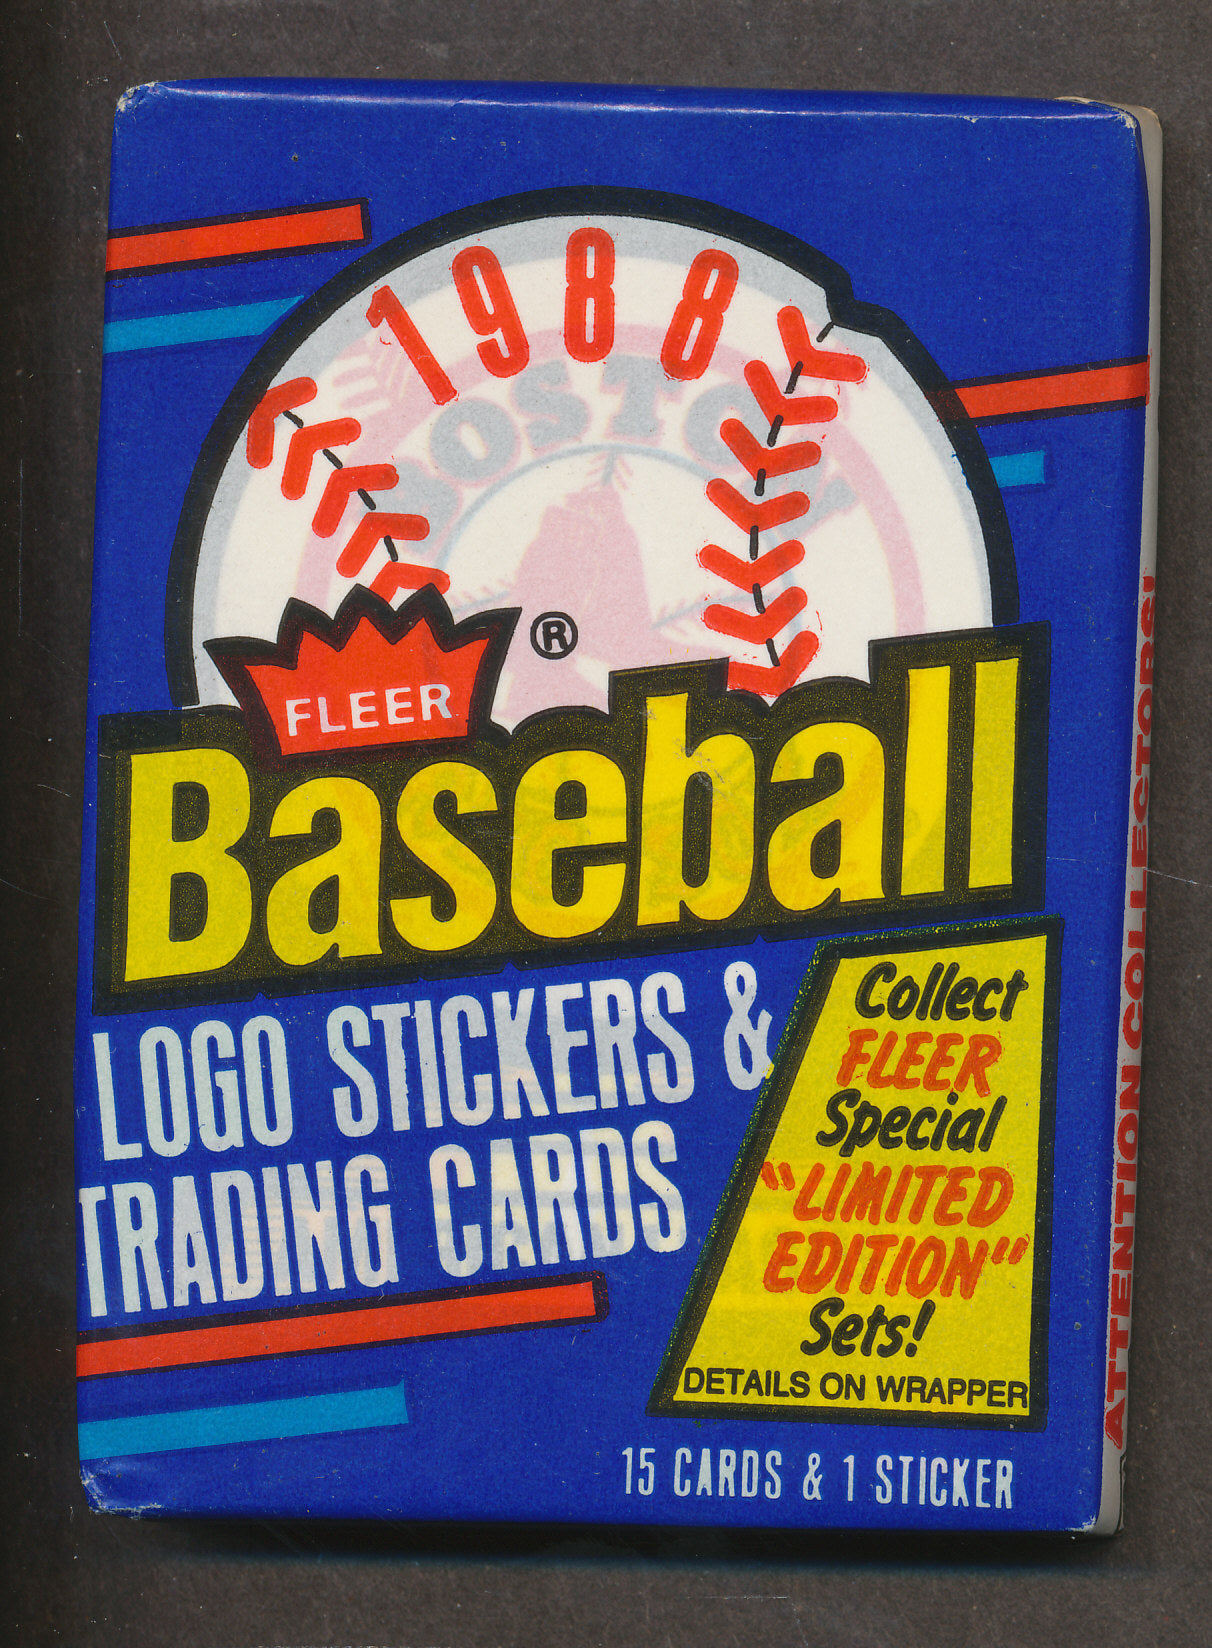 1988
BOSTON
FLEER ®
Baseball
LOGO STICKERS &
TRADING CARDS
Collect
FLEER
Special
"LIMITED
EDITION"
Sets!
DETAILS ON WRAPPER
15 CARDS & 1 STICKER
ATTENTION COLLECTORS!